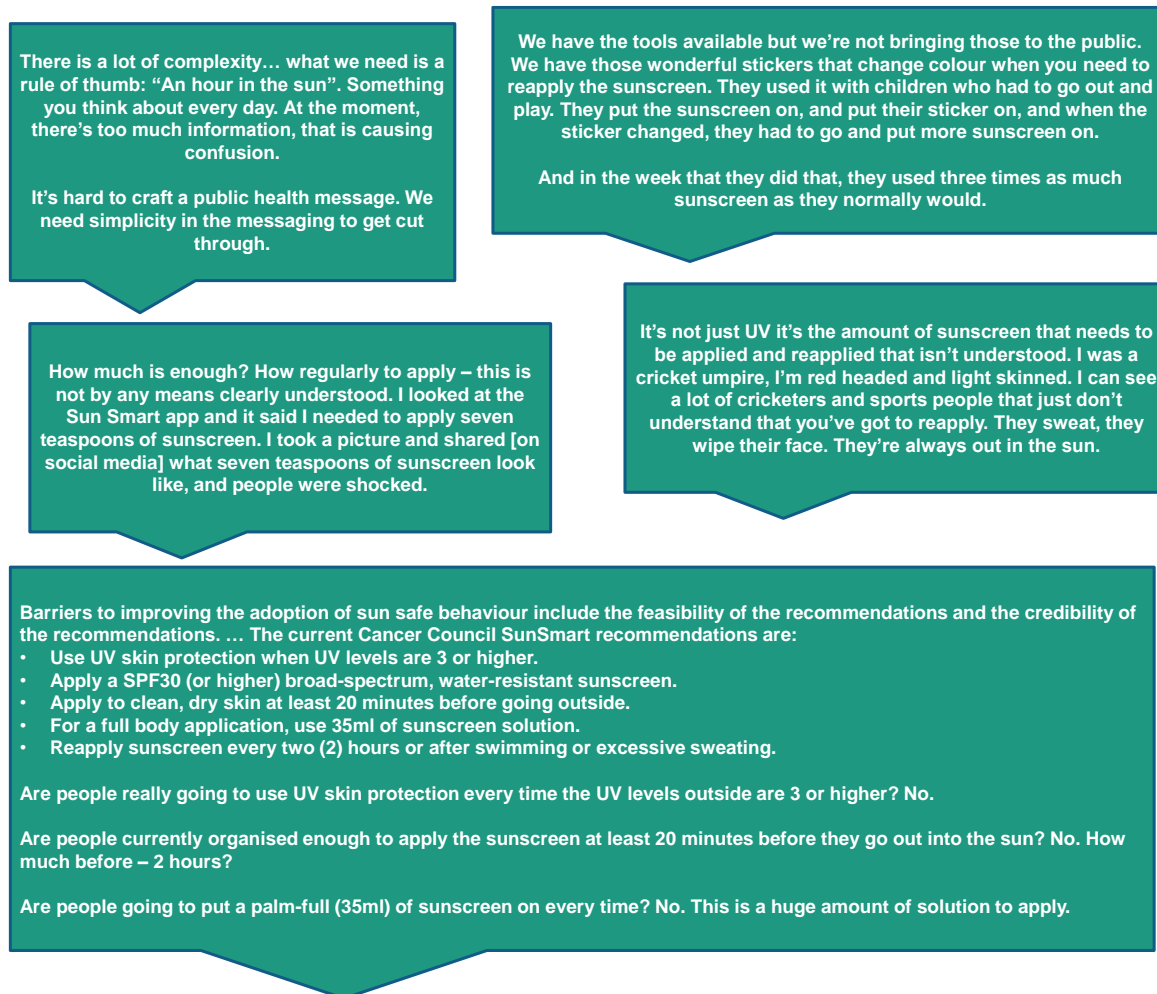 There is a lot of complexity… what we need is a
rule of thumb: “An hour in the sun”. Something
you think about every day. At the moment,
there’s too much information, that is causing
confusion.
It’s hard to craft a public health message. We
need simplicity in the messaging to get cut
through.
We have the tools available but we’re not bringing those to the public.
We have those wonderful stickers that change colour when you need to
reapply the sunscreen. They used it with children who had to go out and
play. They put the sunscreen on, and put their sticker on, and when the
sticker changed, they had to go and put more sunscreen on.
And in the week that they did that, they used three times as much
sunscreen as they normally would.
How much is enough? How regularly to apply – this is
not by any means clearly understood. I looked at the
Sun Smart app and it said I needed to apply seven
teaspoons of sunscreen. I took a picture and shared [on
social media] what seven teaspoons of sunscreen look
like, and people were shocked.
It’s not just UV it’s the amount of sunscreen that needs to
be applied and reapplied that isn’t understood. I was a
cricket umpire, I’m red headed and light skinned. I can see
a lot of cricketers and sports people that just don’t
understand that you’ve got to reapply. They sweat, they
wipe their face. They’re always out in the sun.
Barriers to improving the adoption of sun safe behaviour include the feasibility of the recommendations and the credibility of
the recommendations. … The current Cancer Council SunSmart recommendations are:
• Use UV skin protection when UV levels are 3 or higher.
• Apply a SPF30 (or higher) broad-spectrum, water-resistant sunscreen.
• Apply to clean, dry skin at least 20 minutes before going outside.
• For a full body application, use 35ml of sunscreen solution.
• Reapply sunscreen every two (2) hours or after swimming or excessive sweating.
Are people really going to use UV skin protection every time the UV levels outside are 3 or higher? No.
Are people currently organised enough to apply the sunscreen at least 20 minutes before they go out into the sun? No. How
much before – 2 hours?
Are people going to put a palm-full (35ml) of sunscreen on every time? No. This is a huge amount of solution to apply.